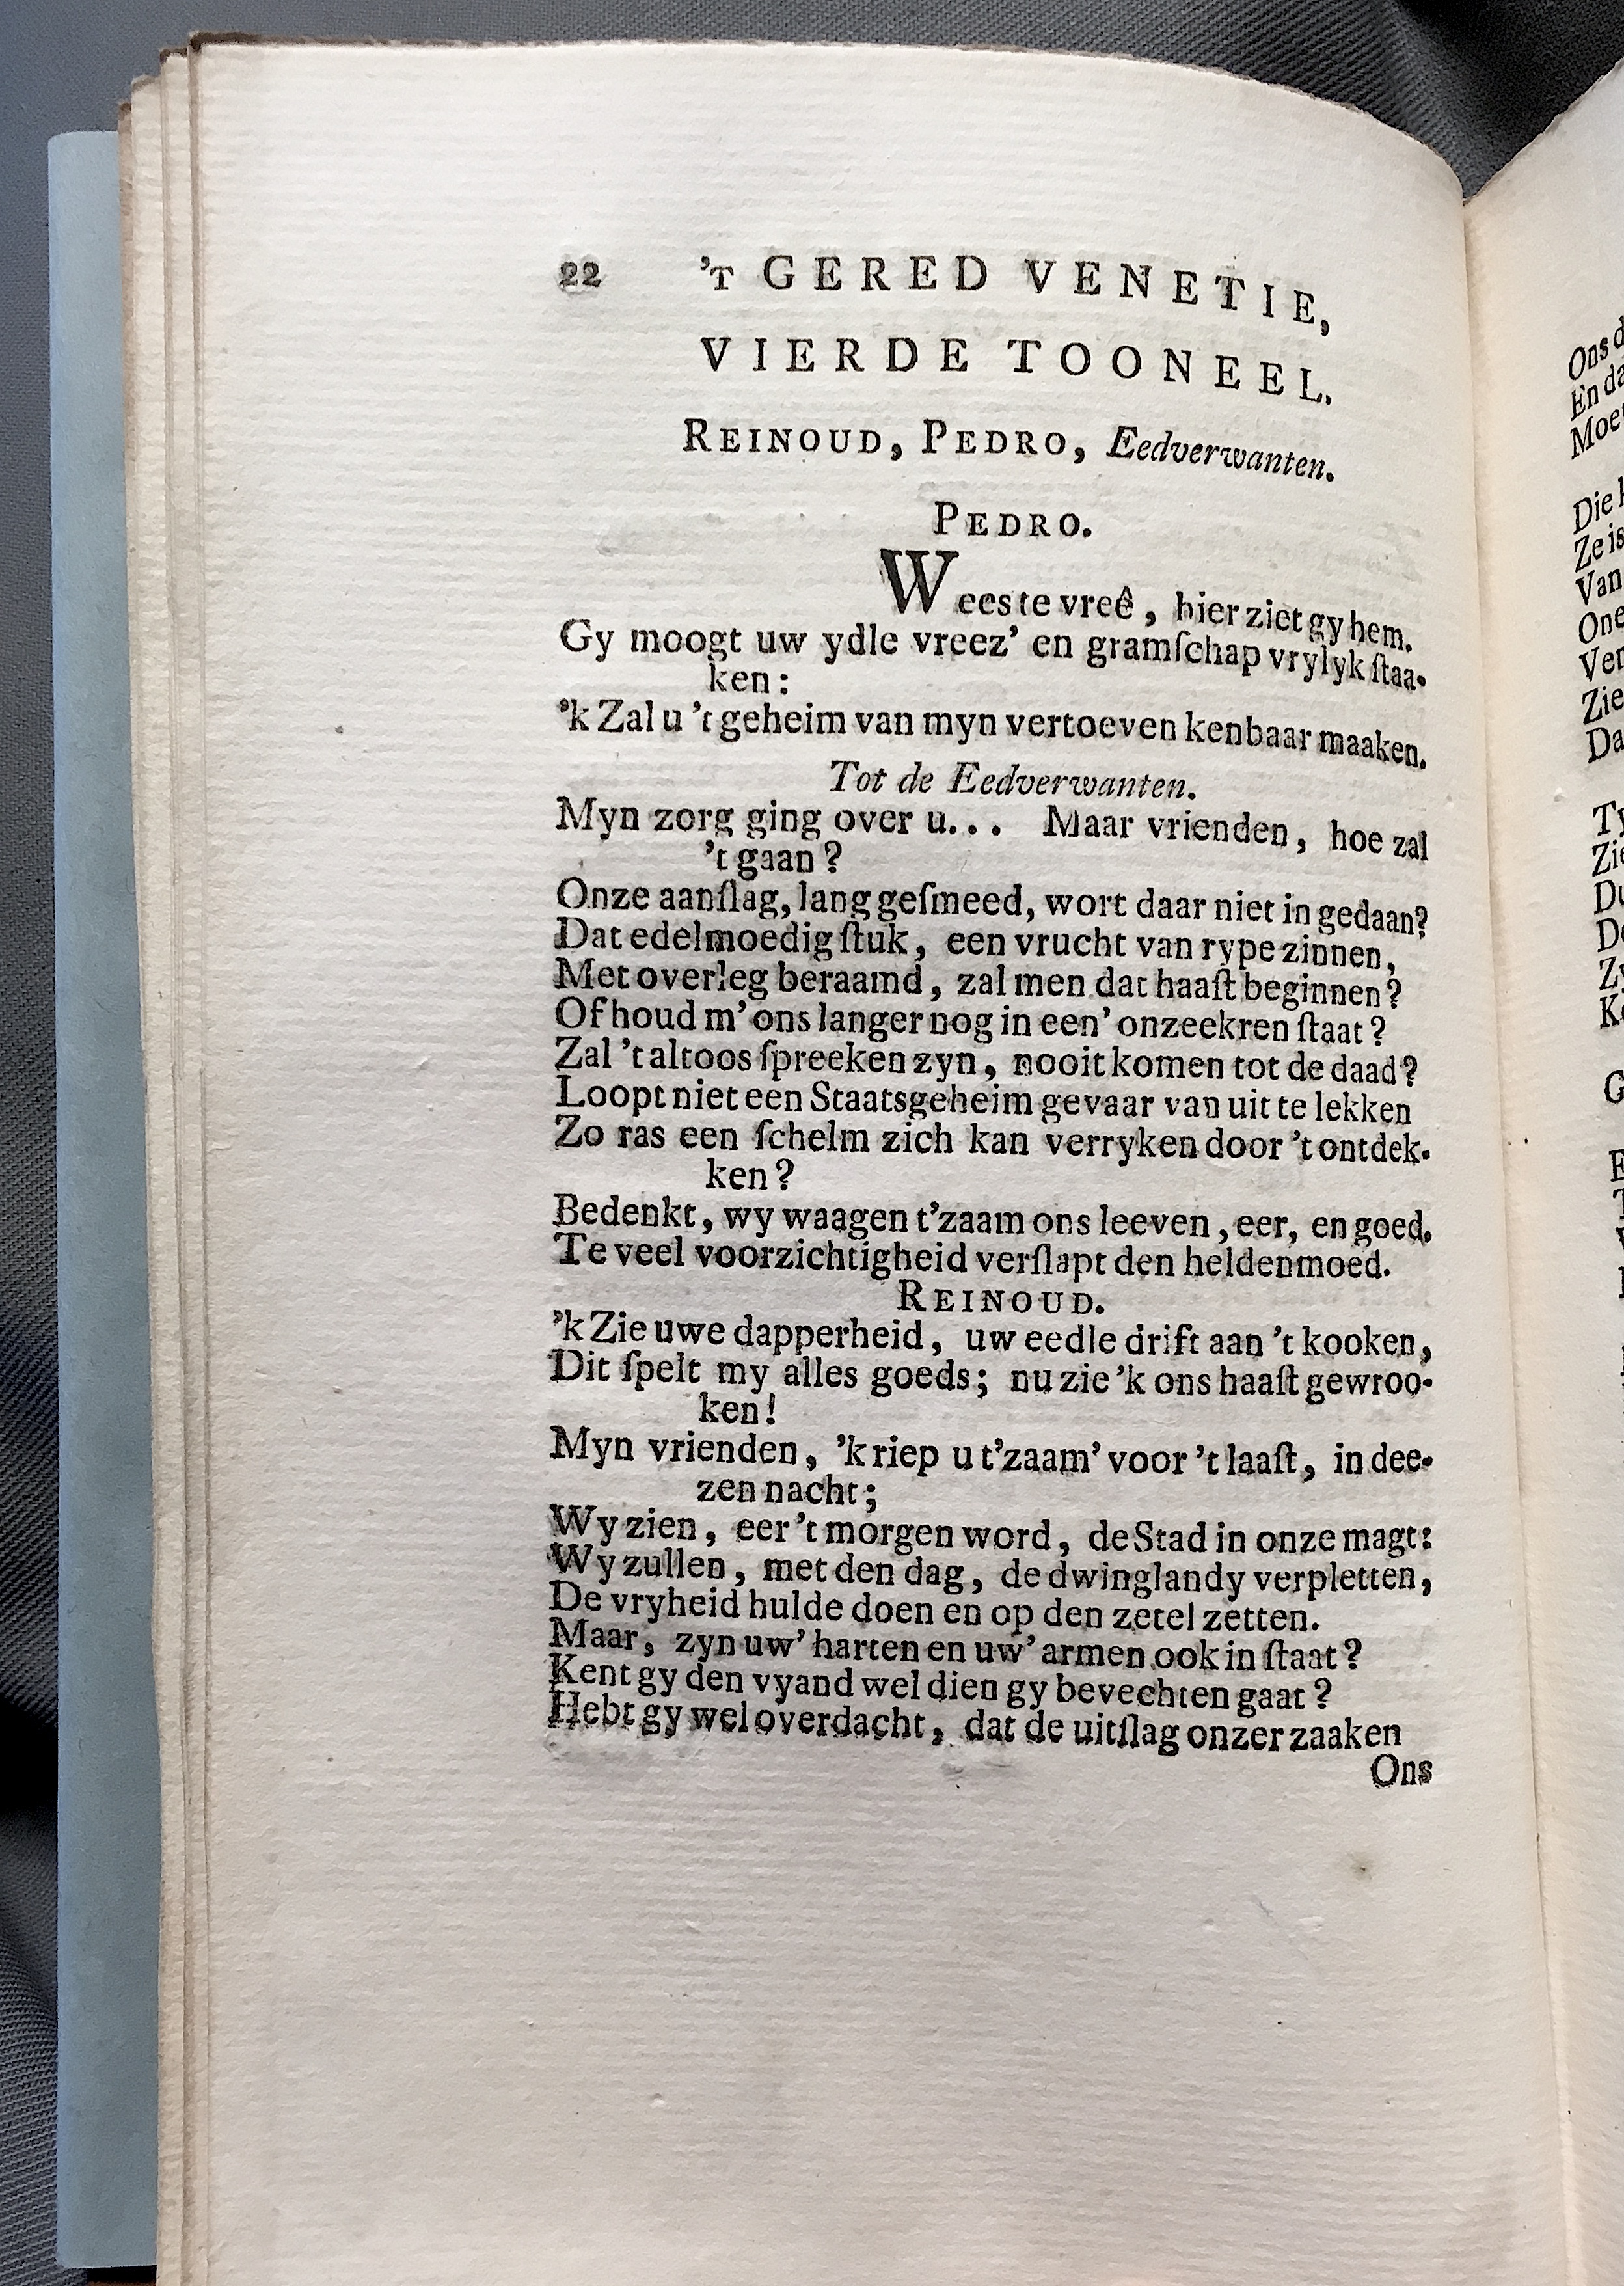 22 'T GERED VENETIE,
VIERDE TOONEEL.
REINOUD, PEDRO, Eedverwanten.
PEDRO.
Wees te vreê, hier ziet gy hem.
Gy moogt uw ydle vreez' en gramſchap vrylyk ſtaa-
ken:
'k Zal u 't geheim van myn vertoeven kenbaar maaken.
Tot de Eedverwanten.
Myn zorg ging over u... Maar vrienden, hoe zal
't gaan?
Onze aanſlag, lang geſmeed, wort daar niet in gedaan?
Dat edelmoedig ſtuk, een vrucht van rype zinnen,
Met overleg beraamd, zal men dat haaſt beginnen?
Of houd m' ons langer nog in een' onzeekren ſtaat?
Zal 't altoos ſpreeken zyn, nooit komen tot de daad?
Loopt niet een Staatsgeheim gevaar van uit te lekken
Zo ras een ſchelm zich kan verryken door 't ontdek-
ken?
Bedenkt, wy waagen t'zaam ons leeven, eer, en goed.
Te veel voorzichtigheid verſlapt den heldenmoed.
REINOUD.
'k Zie uwe dapperheid, uw eedle drift aan 't kooken,
Dit ſpelt my alles goeds; nu zie 'k ons haaſt gewroo-
ken!
Myn vrienden, 'k riep u t'zaam' voor 't laaſt, in dee-
zen nacht;
Wy zien, eer 't morgen word, de Stad in onze magt:
Wy zullen, met den dag, de dwinglandy verpletten,
De vryheid hulde doen en op den zetel zetten.
Maar, zyn uw' harten en uw' armen ook in ſtaat?
Kent gy den vyand wel dien gy bevechten gaat?
Hebt gy wel overdacht, dat de uitſlag onzer zaaken
Ons
Ons
Die
Ze is
Van